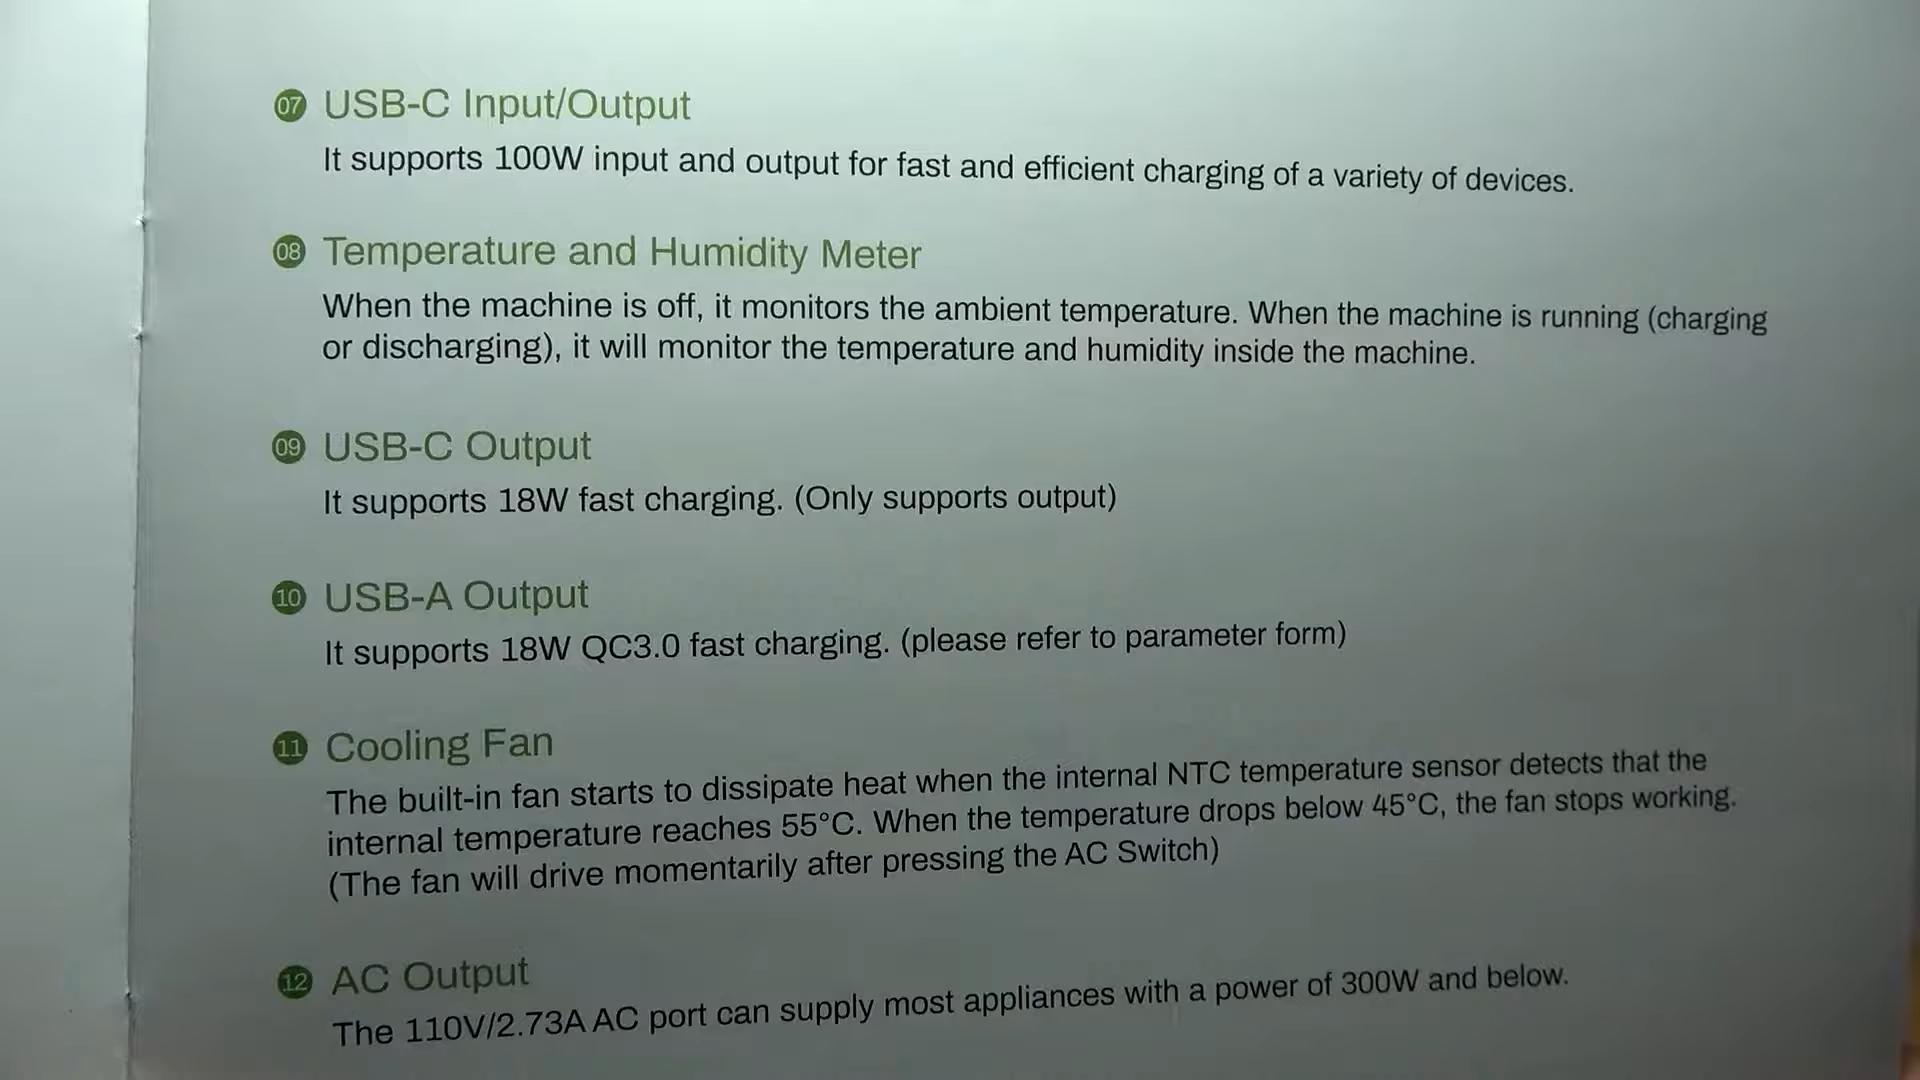 07 USB-C Input/Output
It supports 100W input and output for fast and efficient charging of a variety of devices.
08 Temperature and Humidity Meter
When the machine is off, it monitors the ambient temperature. When the machine is running (charging
or discharging), it will monitor the temperature and humidity inside the machine.
09 USB-C Output
It supports 18W fast charging. (Only supports output)
10 USB-A Output
It supports 18W QC3.0 fast charging. (please refer to parameter form)
11 Cooling Fan
The built-in fan starts to dissipate heat when the internal NTC temperature sensor detects that the
internal temperature reaches 55°C. When the temperature drops below 45°C, the fan stops working.
(The fan will drive momentarily after pressing the AC Switch)
12 AC Output
The 110V/2.73A AC port can supply most appliances with a power of 300W and below.